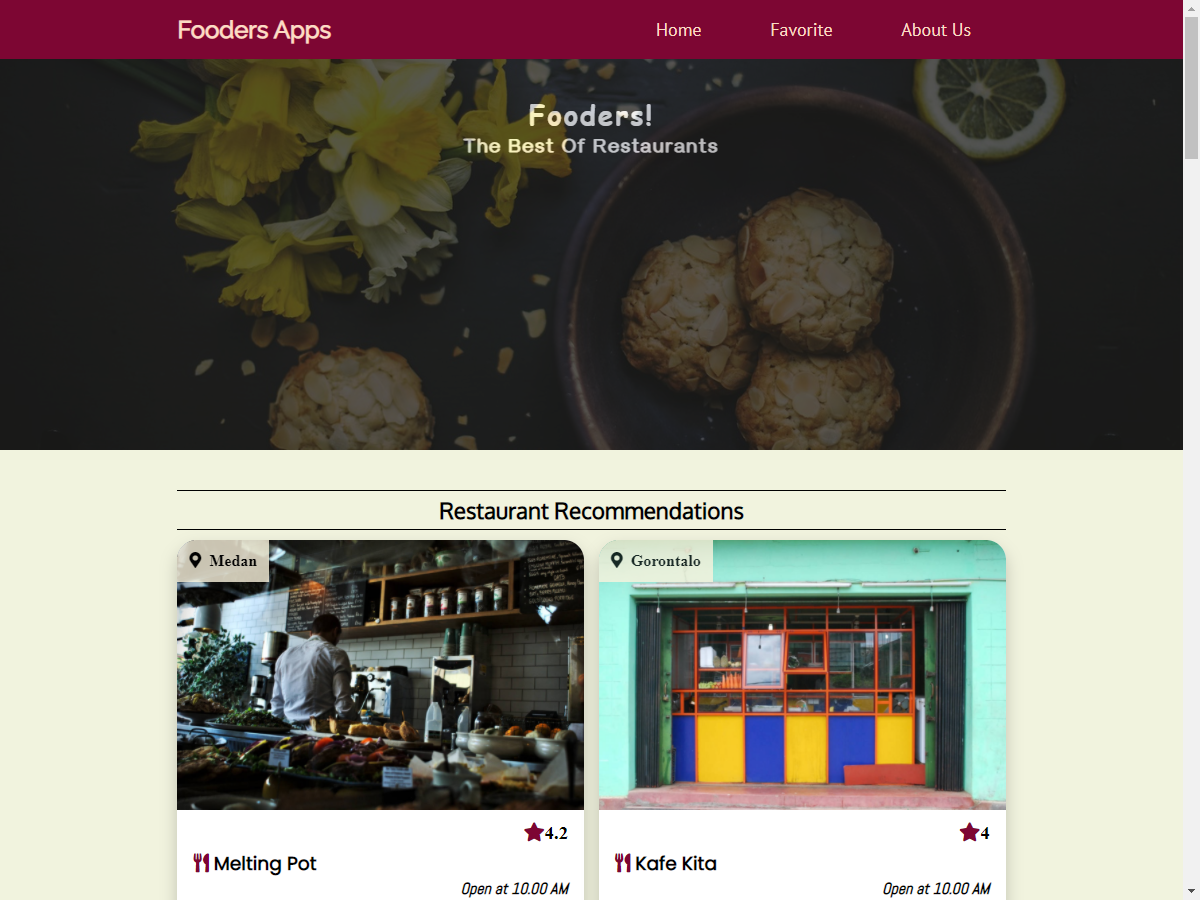 Fooders Apps
Home
Favorite
About Us
Fooders!
The Best Of Restaurants
Restaurant Recommendations
Medan
Gorontalo
4.2
4
Melting Pot
Kafe Kita
Open at 10.00 AM
Open at 10.00 AM